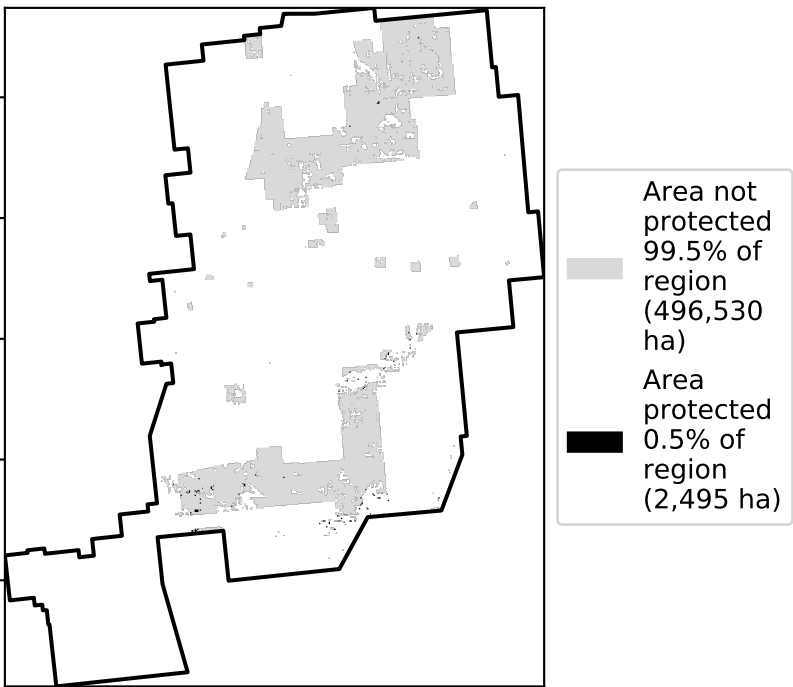 Area not
protected
99.5% of
region
(496,530
ha)
Area
protected
0.5% of
region
(2,495 ha)